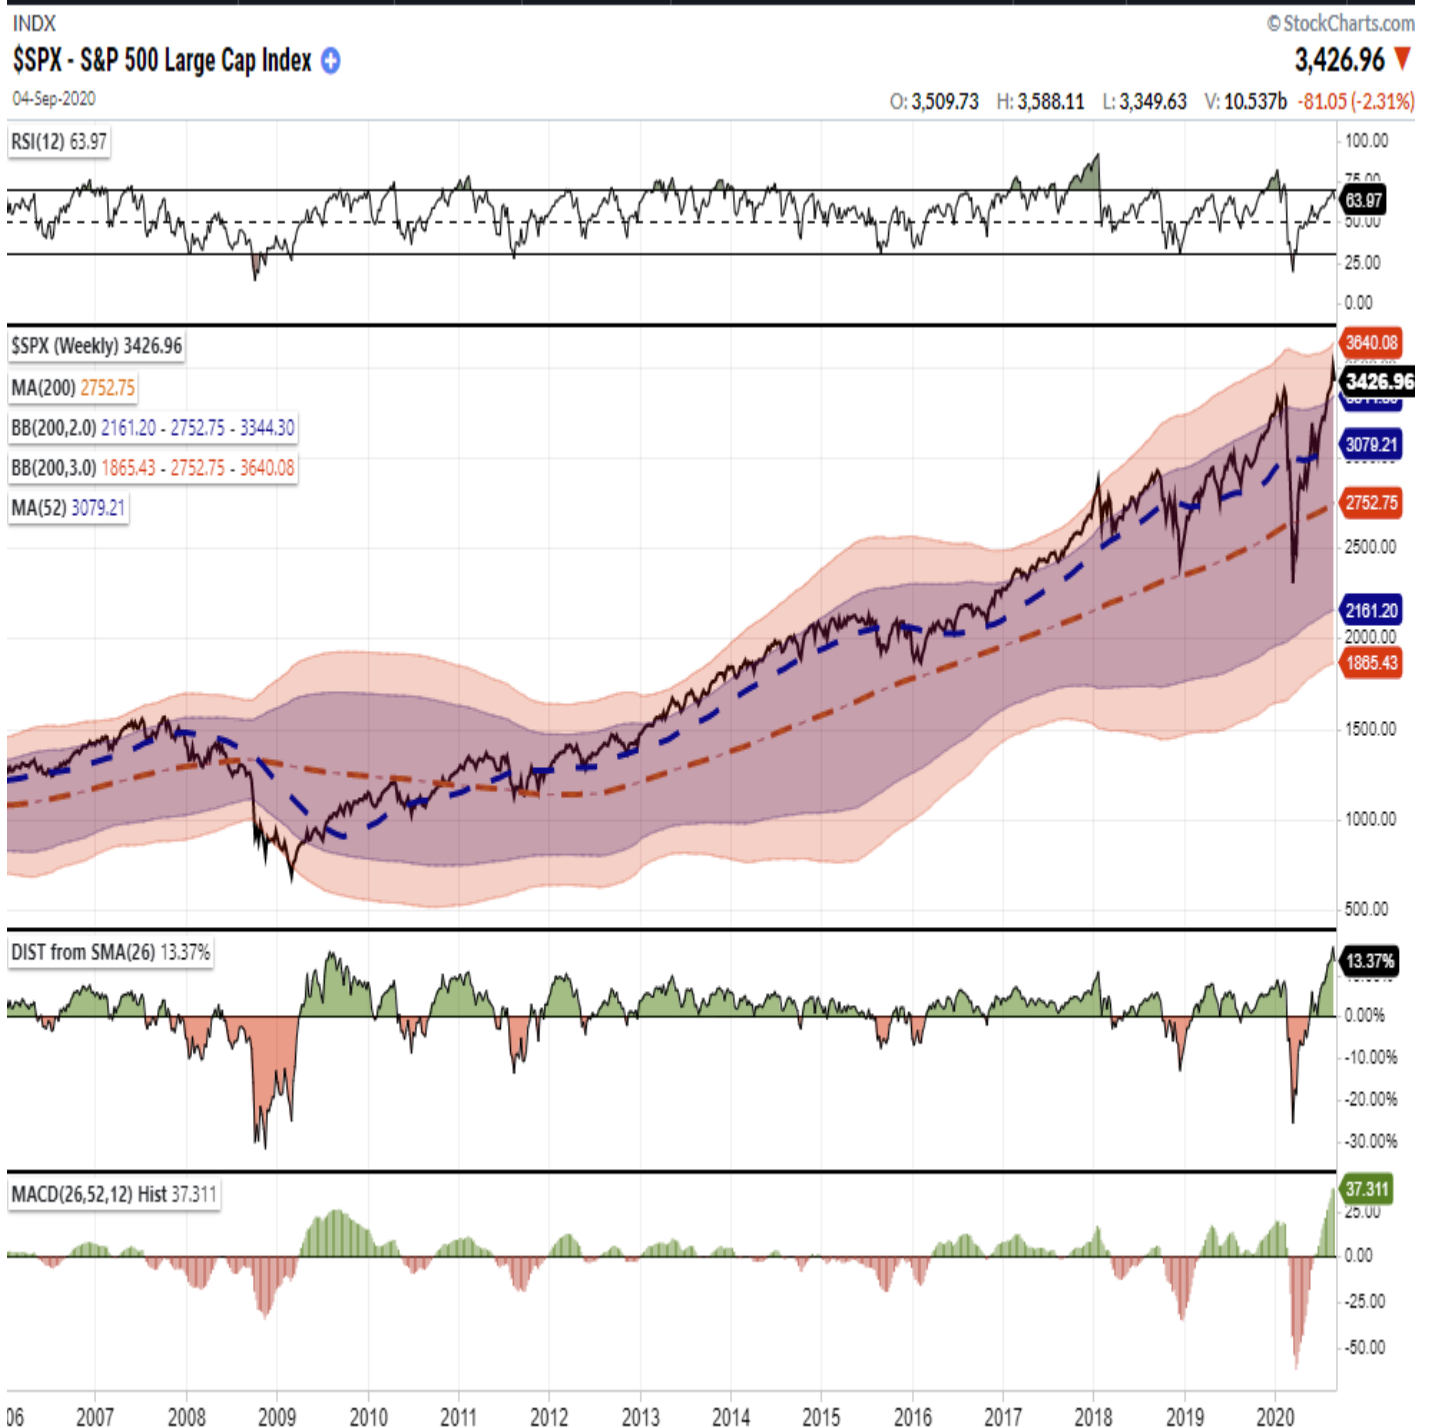 INDX
© StockCharts.com
$SPX - S&P 500 Large Cap Index
3,426.96
04-Sep-2020
O: 3,509.73 H: 3,588.11 L: 3,349.63 V: 10.537b -81.05 (-2.31%)
RSI(12) 63.97
100.00
75.00
63.97
50.00
25.00
0.00
$SPX (Weekly) 3426.96
MA(200) 2752.75
BB(200,2.0) 2161.20 - 2752.75 - 3344.30
BB(200,3.0) 1865.43 - 2752.75 - 3640.08
MA(52) 3079.21
3640.08
3426.96
3079.21
2752.75
2500.00
2161.20
2000.00
1865.43
1500.00
1000.00
500.00
DIST from SMA(26) 13.37%
13.37%
0.00%
-10.00%
-20.00%
-30.00%
MACD(26,52,12) Hist 37.311
37.311
25.00
0.00
-25.00
-50.00
06 2007 2008 2009 2010 2011 2012 2013 2014 2015 2016 2017 2018 2019 2020